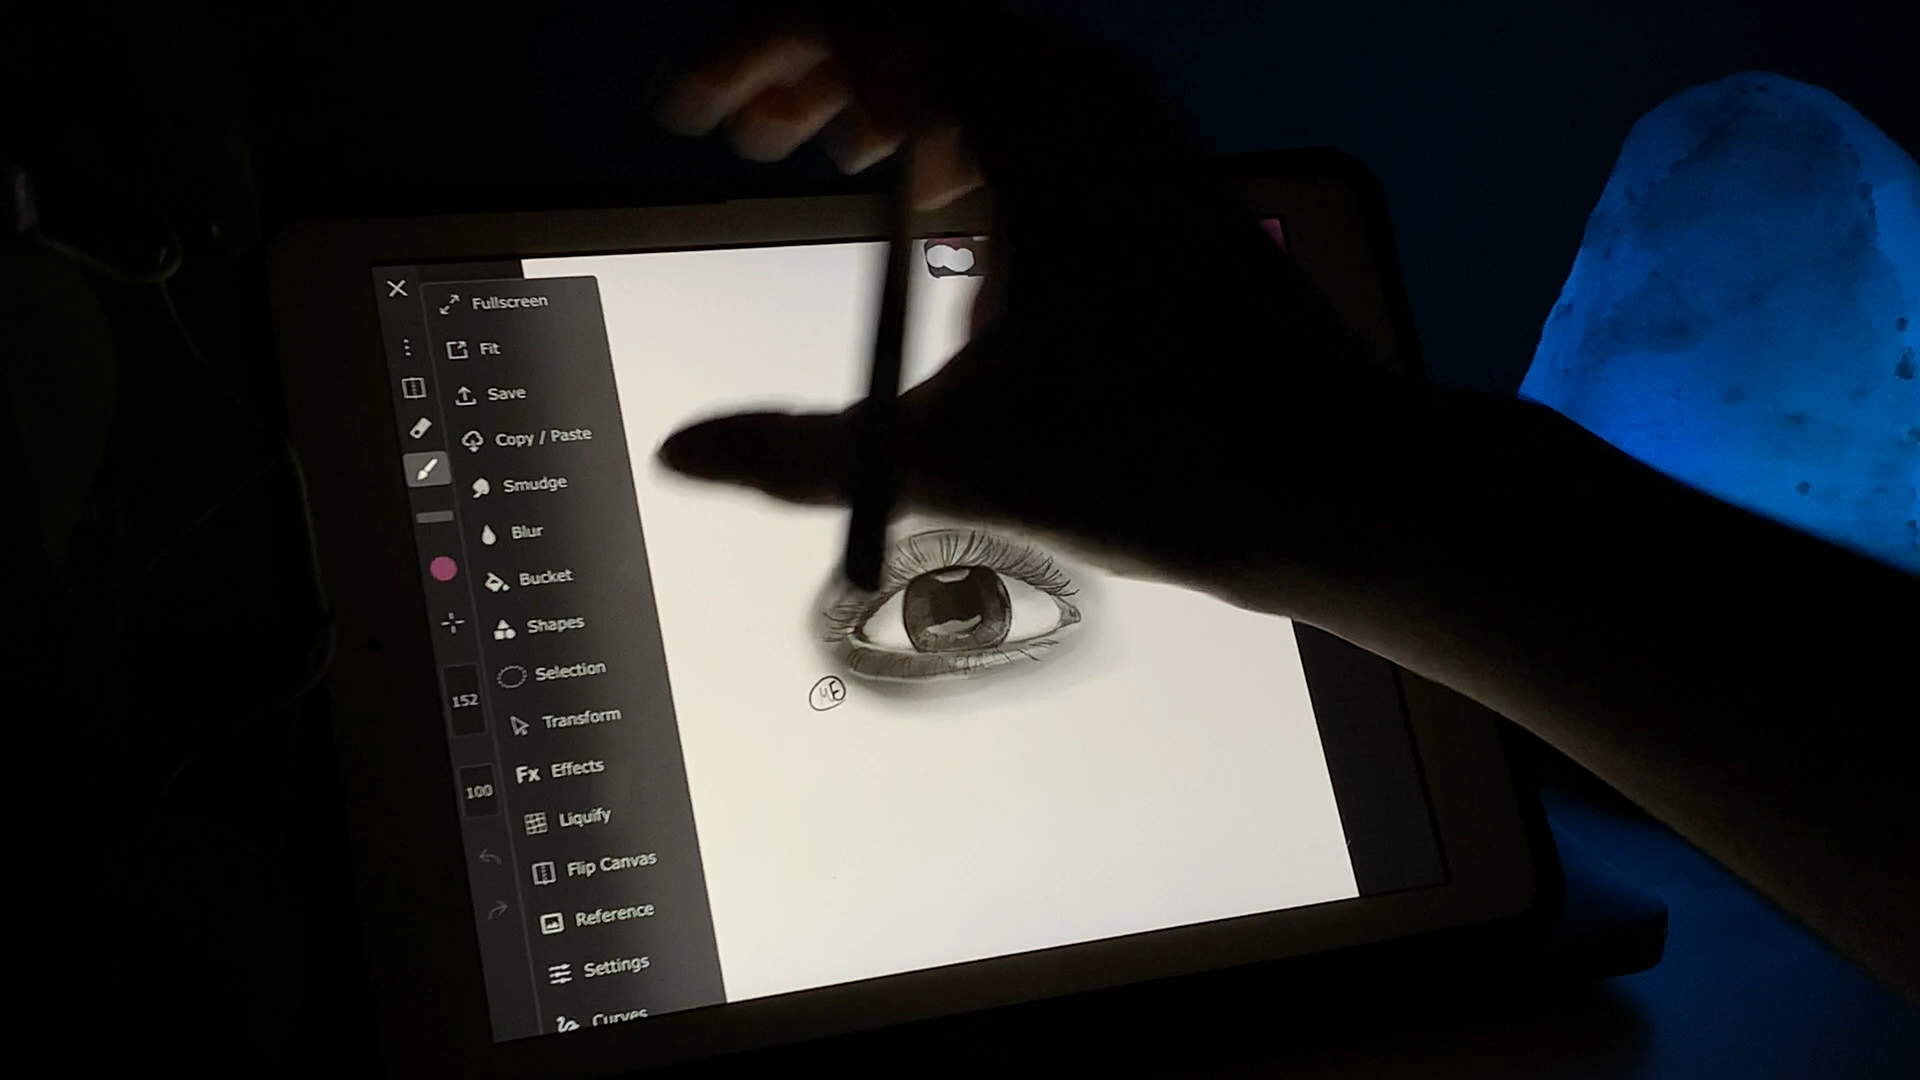 Fullscreen
Fit
Save
Copy / Paste
Smudge
Blur
Bucket
Shapes
Selection
152
Transform
Fx Effects
100
Liquify
Flip Canvas
Reference
Settings
Curves
ME